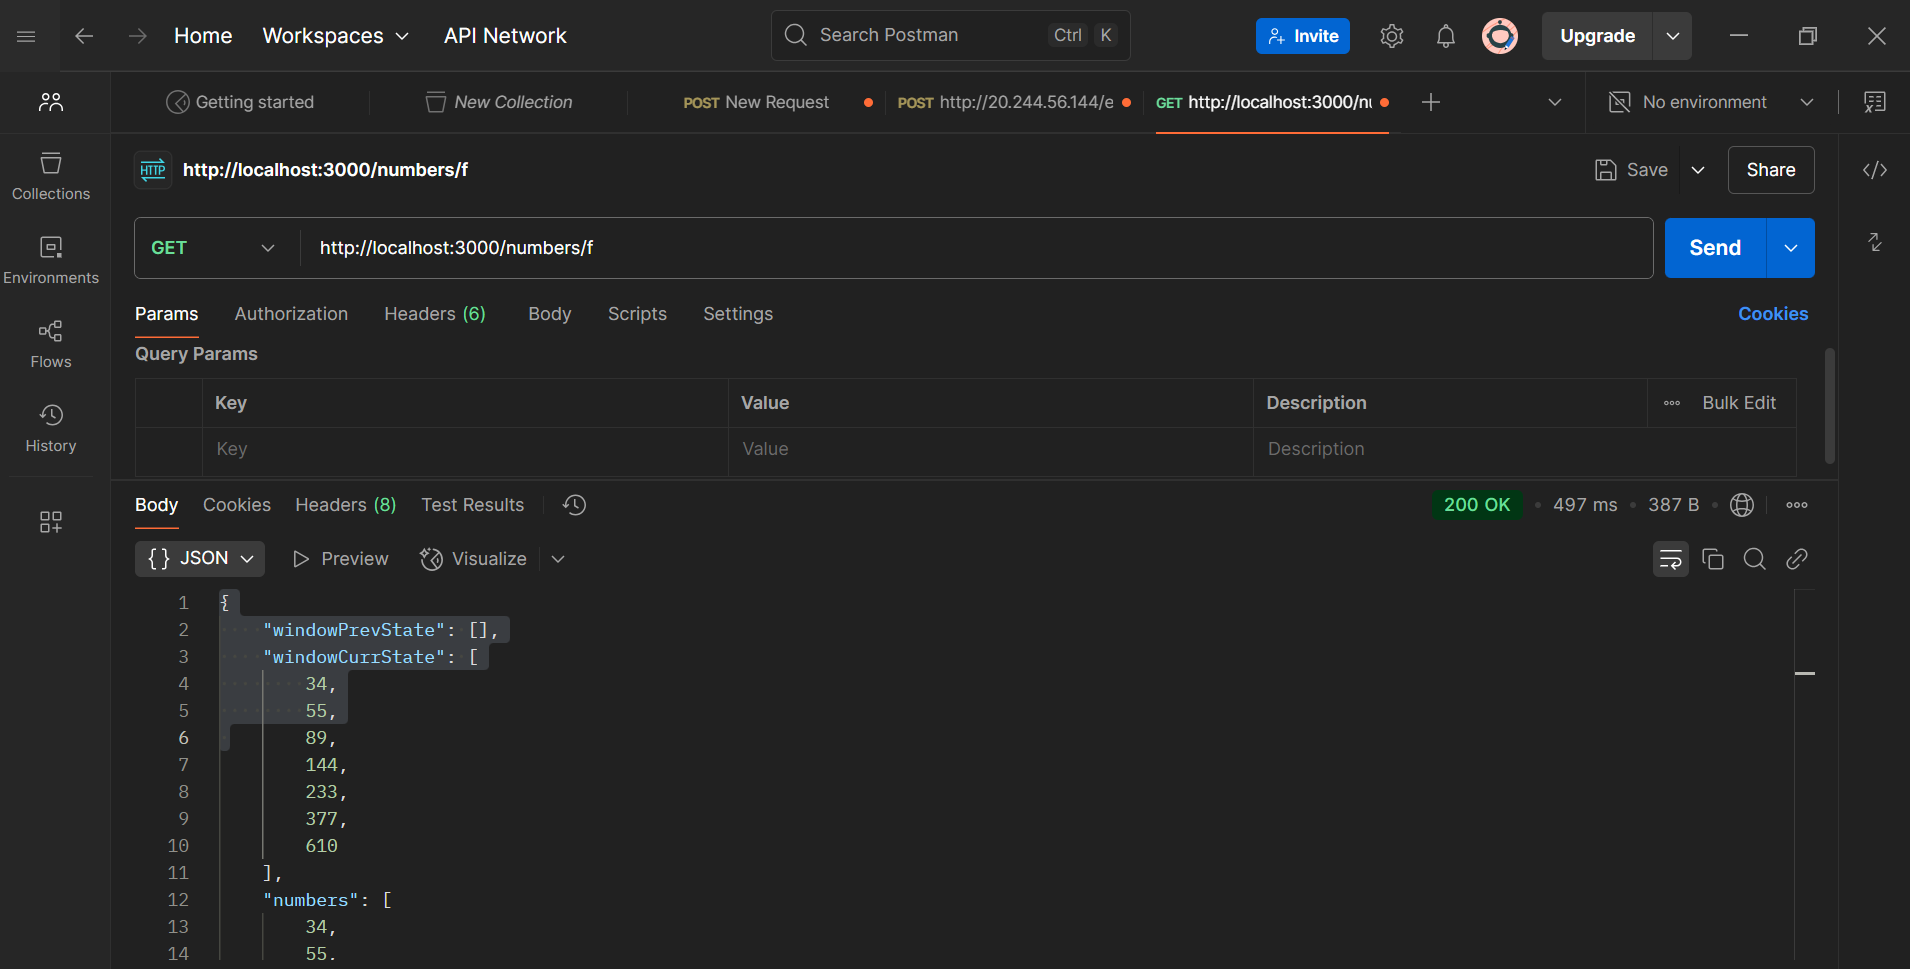 Home Workspaces API Network Search Postman Ctrl K Invite Upgrade
Getting started New Collection POST New Request POST http://20.244.56.144/e GET http://localhost:3000/nu No environment
HTTP http://localhost:3000/numbers/f Save Share
Collections
GET http://localhost:3000/numbers/f Send
Environments
Params Authorization Headers (6) Body Scripts Settings Cookies
Query Params
Flows
Key Value Description Bulk Edit
History
Key Value Description
Body Cookies Headers (8) Test Results 200 OK • 497 ms • 387 B •
{} JSON Preview Visualize
1 {
2 "windowPrevState": [],
3 "windowCurrState": [
4 34,
5 55,
6 89,
7 144,
8 233,
9 377,
10 610
11 ],
12 "numbers": [
13 34,
14 55,